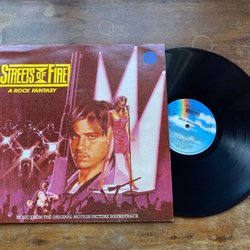 STREETS OF FIRE
A ROCK FANTASY
MUSIC FROM THE ORIGINAL MOTION PICTURE SOUNDTRACK